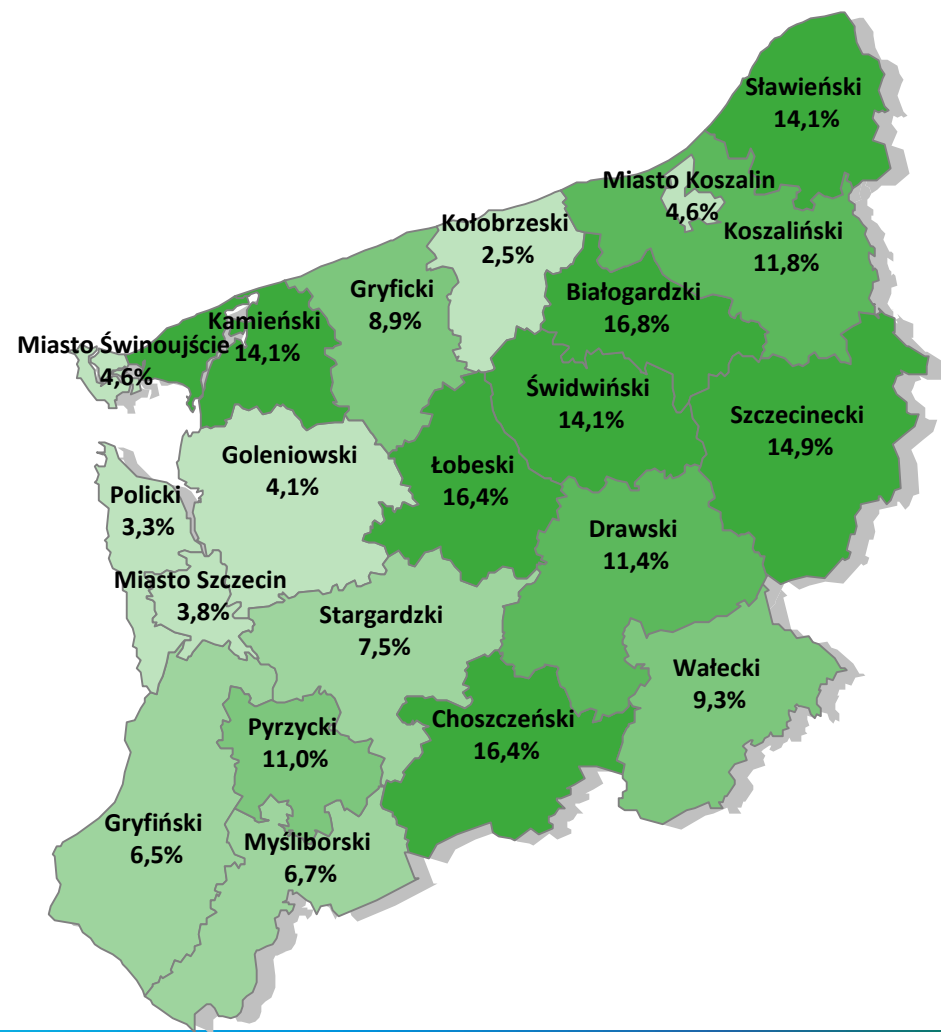 Sławieński
14,1%
Miasto Koszalin
4,6%
Kołobrzeski
2,5%
Koszaliński
11,8%
Gryficki
8,9%
Białogardzki
16,8%
Kamieński
14,1%
Miasto Świnoujście
4,6%
Świdwiński
14,1%
Szczecinecki
14,9%
Goleniowski
4,1%
Łobeski
16,4%
Policki
3,3%
Drawski
11,4%
Miasto Szczecin
3,8%
Stargardzki
7,5%
Wałecki
9,3%
Choszczeński
16,4%
Pyrzycki
11,0%
Gryfiński
6,5%
Myśliborski
6,7%